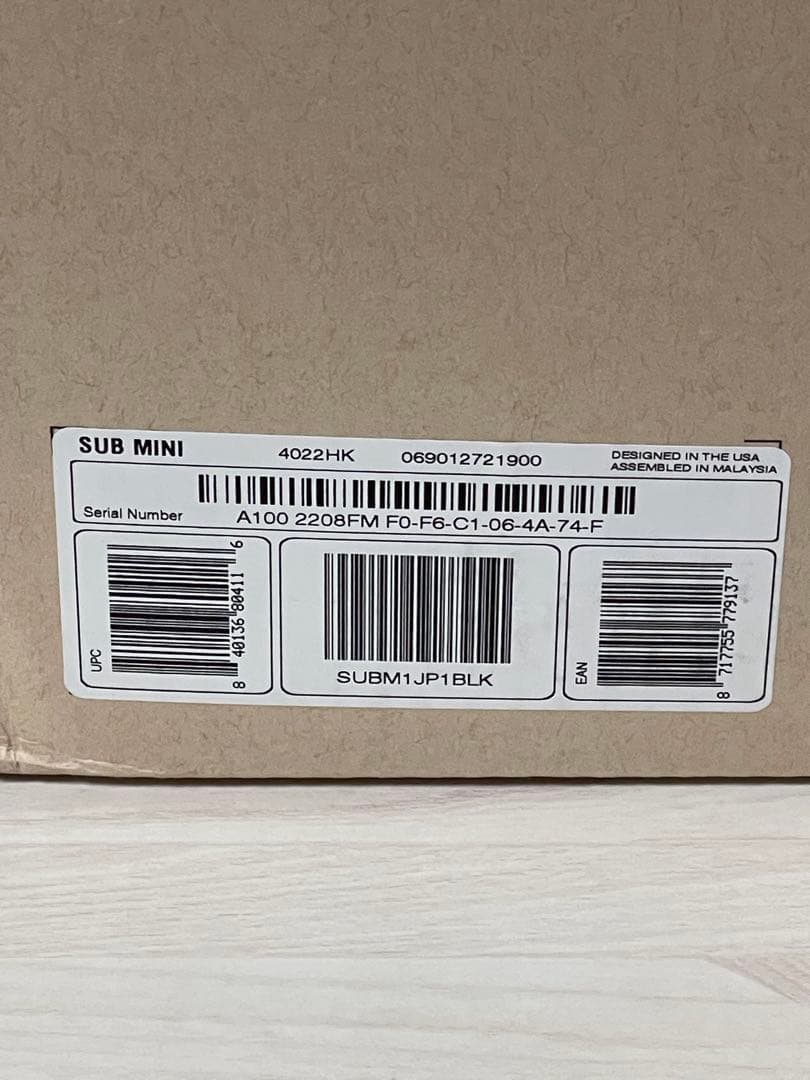 SUB MINI
4022HK
069012721900
DESIGNED IN THE USA
ASSEMBLED IN MALAYSIA
Serial Number
A100 2208FM F0-F6-C1-06-4A-74-F
UPC
8 40136 80411 6
SUBM1JP1BLK
EAN
8 717755 779137